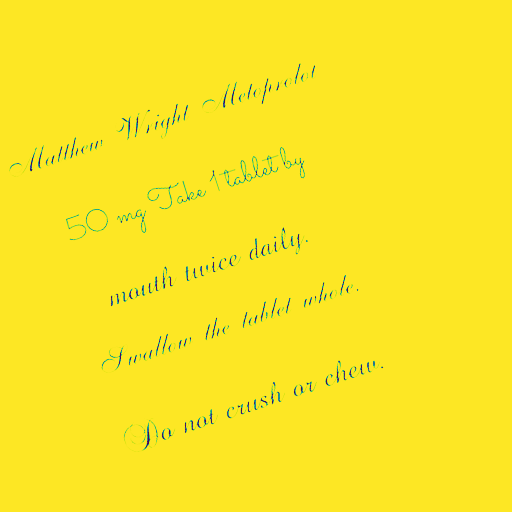 Matthew Wright Metoprolol
50 mg Take 1 tablet by
mouth twice daily.
Swallow the tablet whole.
Do not crush or chew.